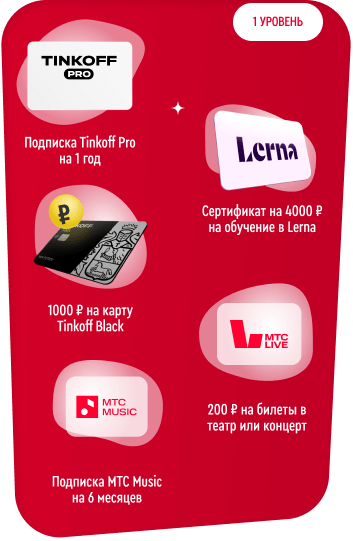 1 УРОВЕНЬ
TINKOFF
PRO
Подписка Tinkoff Pro
на 1 год
Lerna
Сертификат на 4000 ₽
на обучение в Lerna
₽
TINKOFF
1000 ₽ на карту
Tinkoff Black
МТС
LIVE
200 ₽ на билеты в
театр или концерт
МТС
MUSIC
Подписка МТС Music
на 6 месяцев